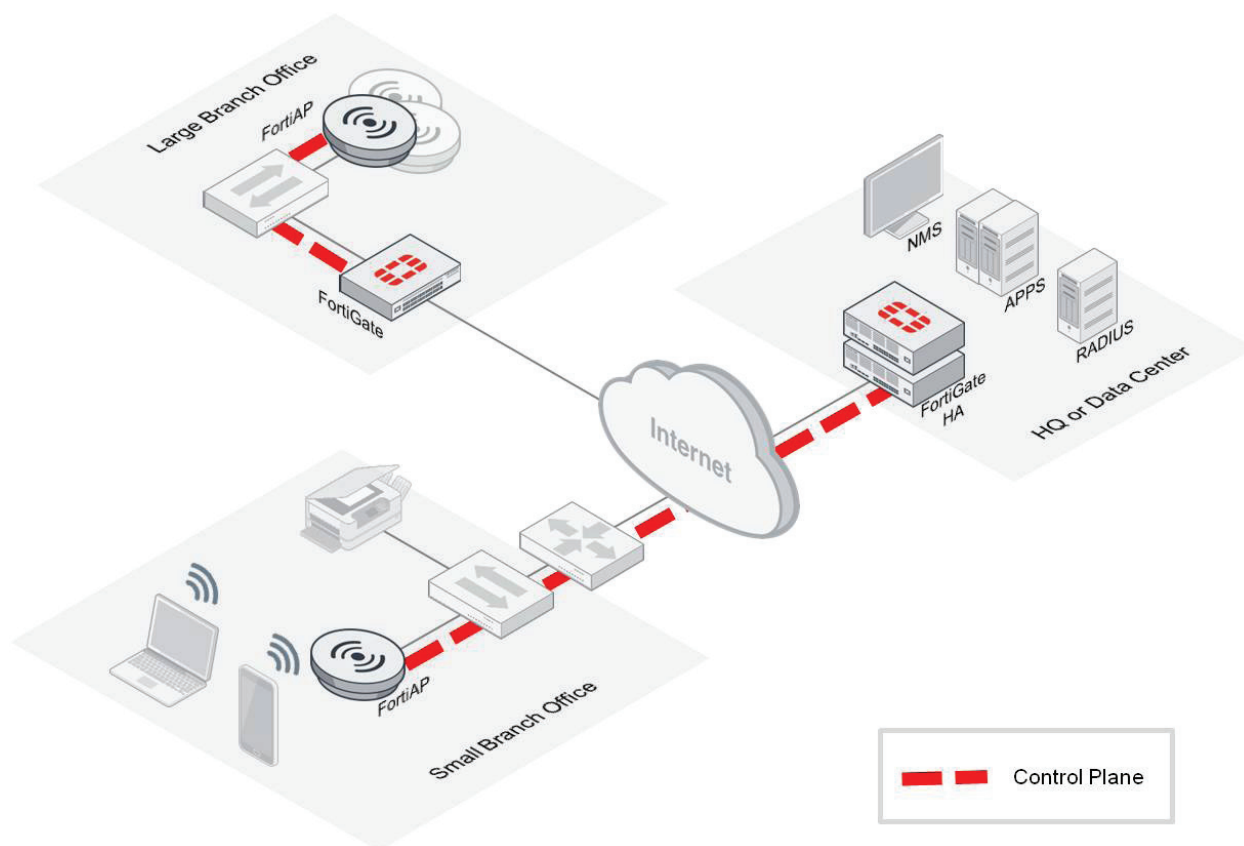 Large Branch Office
FortiAP
FortiGate
NMS
APPS
RADIUS
FortiGate
HA
HQ or Data Center
Internet
FortiAP
Small Branch Office
Control Plane